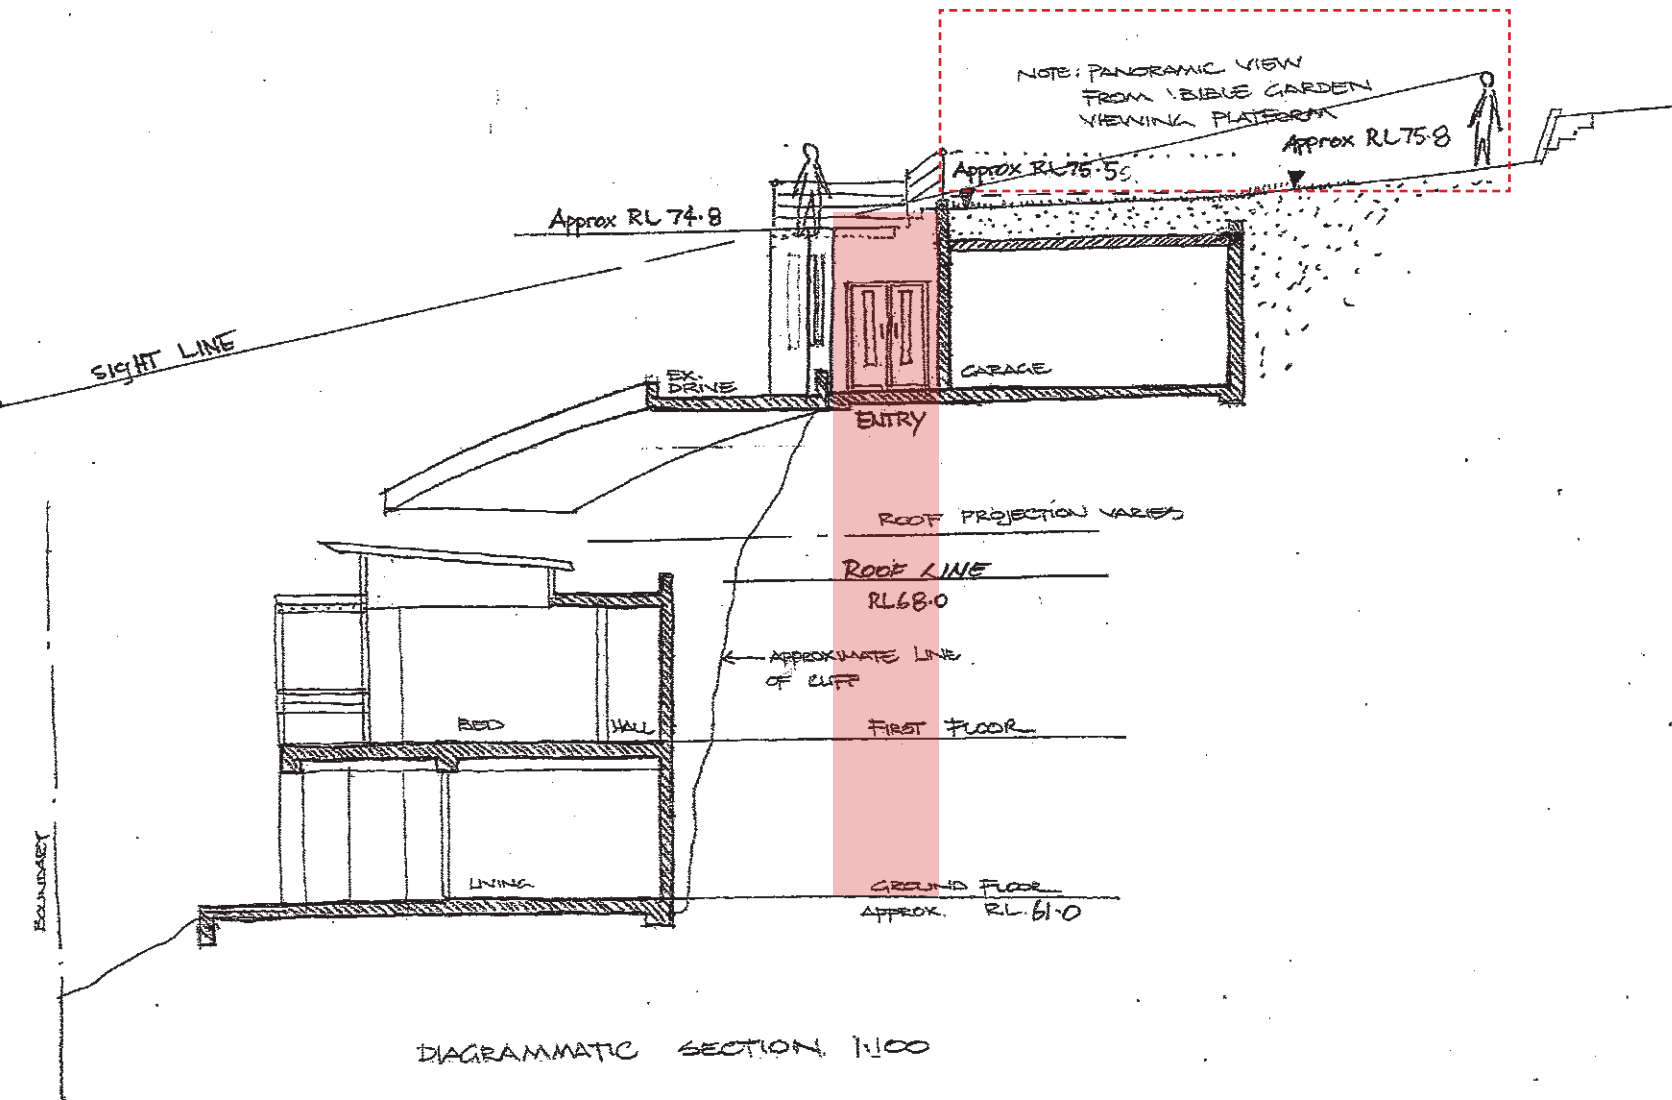 NOTE: PANORAMIC VIEW
FROM BIBLE GARDEN
VIEWING PLATFORM
Approx RL 75.8
Approx RL 75.5
Approx RL 74.8
SIGHT LINE
EX.
DRIVE
GARAGE
ENTRY
ROOF PROJECTION VARIES
ROOF LINE
RL68.0
APPROXIMATE LINE
OF CLIFF
BED
HALL
FIRST FLOOR
LIVING
GROUND FLOOR
APPROX. RL. 61.0
BOUNDARY
DIAGRAMMATIC SECTION 1:100